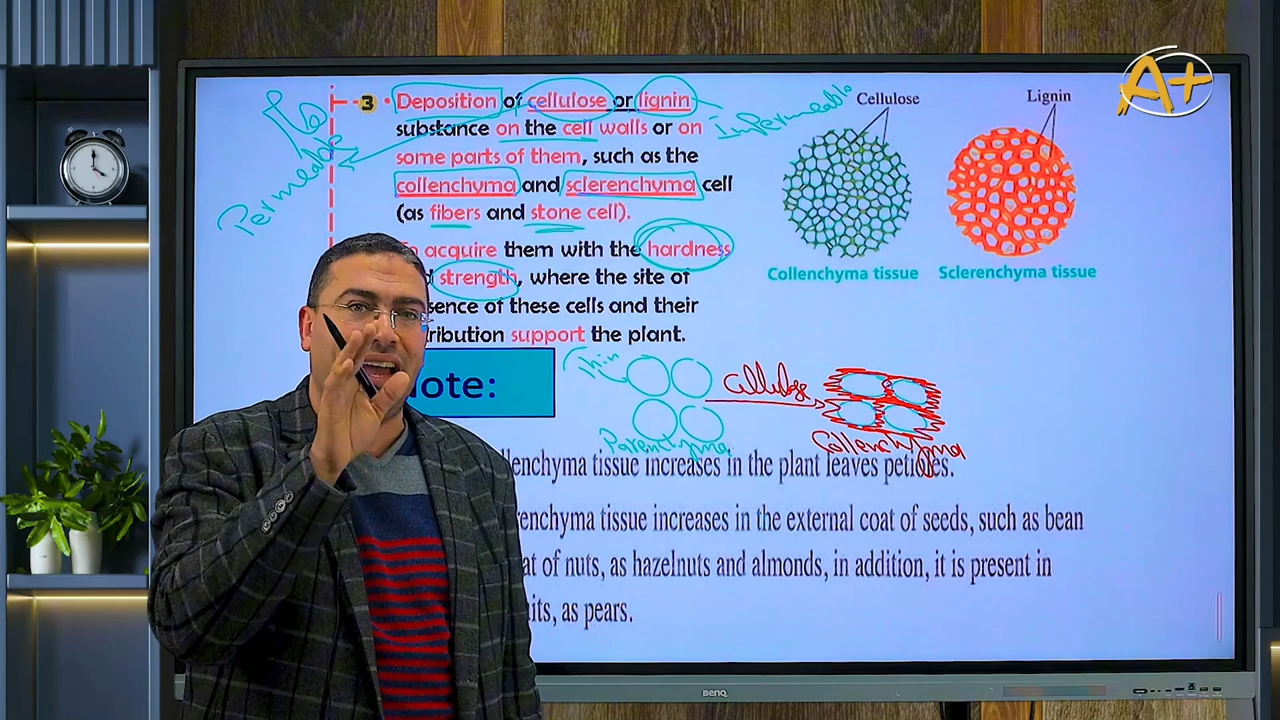 A+
3 • Deposition of cellulose or lignin
substance on the cell walls or on
some parts of them, such as the
collenchyma and sclerenchyma cell
(as fibers and stone cell).
acquire them with the hardness
strength, where the site of
sence of these cells and their
tribution support the plant.
Permeable
Impermeable
Cellulose
Lignin
Collenchyma tissue
Sclerenchyma tissue
ote:
Thin
Cellulose
Parenchyma
Collenchyma
llenchyma tissue increases in the plant leaves petioles.
renchyma tissue increases in the external coat of seeds, such as bean
at of nuts, as hazelnuts and almonds, in addition, it is present in
its, as pears.
BenQ